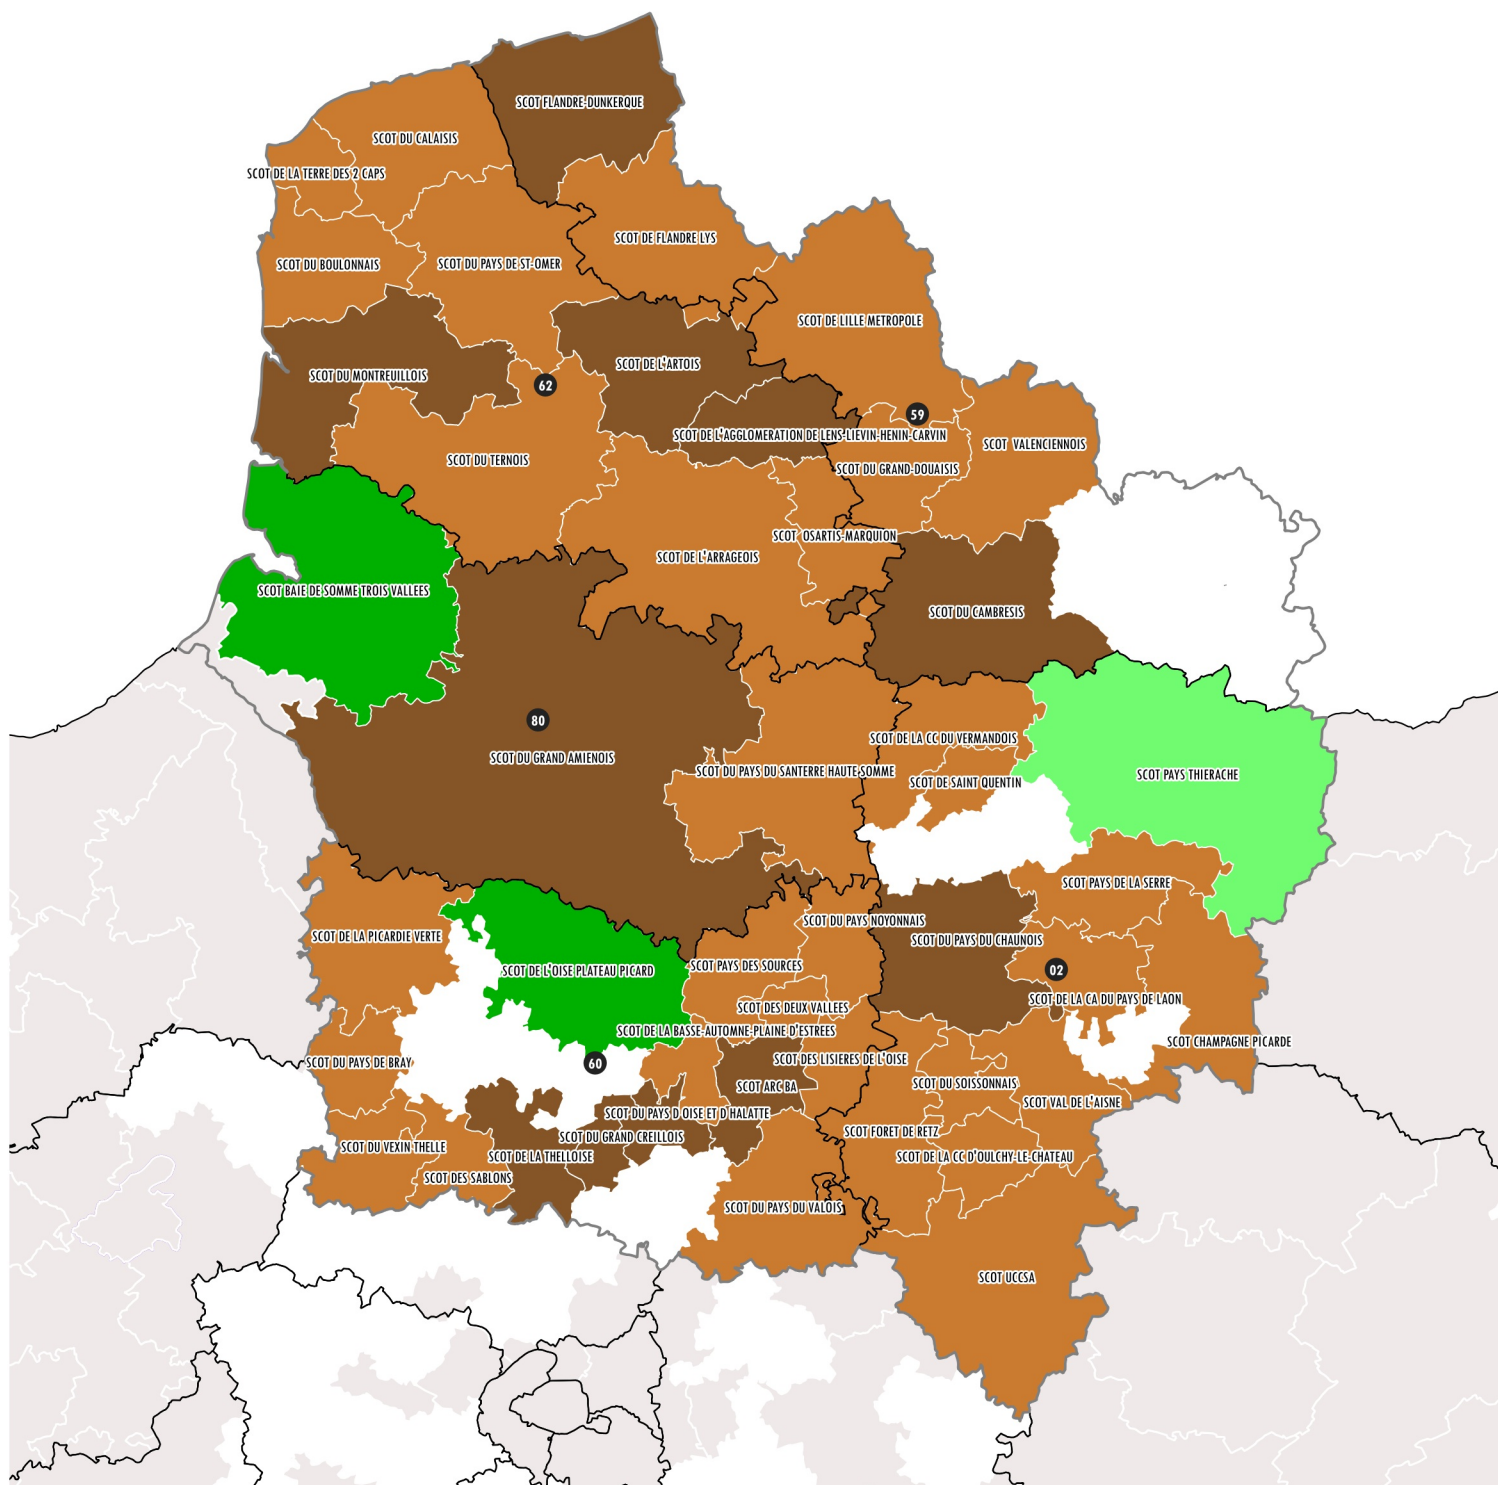 SCOT FLANDRE-DUNKERQUE
SCOT DU CALAISIS
SCOT DE LA TERRE DES 2 CAPS
SCOT DE FLANDRE LYS
SCOT DU BOULONNAIS
SCOT DU PAYS DE ST-OMER
SCOT DE LILLE METROPOLE
SCOT DE L'ARTOIS
SCOT DU MONTREUILLOIS
62
59
SCOT DE L'AGGLOMERATION DE LENS-LIEVIN-HENIN-CARVIN
SCOT VALENCIENNOIS
SCOT DU TERNOIS
SCOT DU GRAND-DOUAISIS
SCOT OSARTIS-MARQUION
SCOT DE L'ARRAGEOIS
SCOT BAIE DE SOMME TROIS VALLEES
SCOT DU CAMBRESIS
80
SCOT DE LA CC DU VERMANDOIS
SCOT DU GRAND AMIENOIS
SCOT DU PAYS DU SANTERRE HAUTE SOMME
SCOT PAYS THIERACHE
SCOT DE SAINT QUENTIN
SCOT PAYS DE LA SERRE
SCOT DU PAYS NOYONNAIS
SCOT DE LA PICARDIE VERTE
SCOT DU PAYS DU CHAUNOIS
SCOT PAYS DES SOURCES
SCOT DE L'OISE PLATEAU PICARD
02
SCOT DE LA CA DU PAYS DE LAON
SCOT DES DEUX VALLEES
SCOT DE LA BASSE-AUTOMNE-PLAINE D'ESTREES
SCOT CHAMPAGNE PICARDE
SCOT DES LISIERES DE L'OISE
SCOT DU PAYS DE BRAY
60
SCOT DU SOISSONNAIS
SCOT ARC BA
SCOT VAL DE L'AISNE
SCOT DU PAYS D OISE ET D HALATTE
SCOT FORET DE RETZ
SCOT DU GRAND CREILLOIS
SCOT DU VEXIN THELLE
SCOT DE LA THELLOISE
SCOT DE LA CC D'OULCHY-LE-CHATEAU
SCOT DES SABLONS
SCOT DU PAYS DU VALOIS
SCOT UCCSA